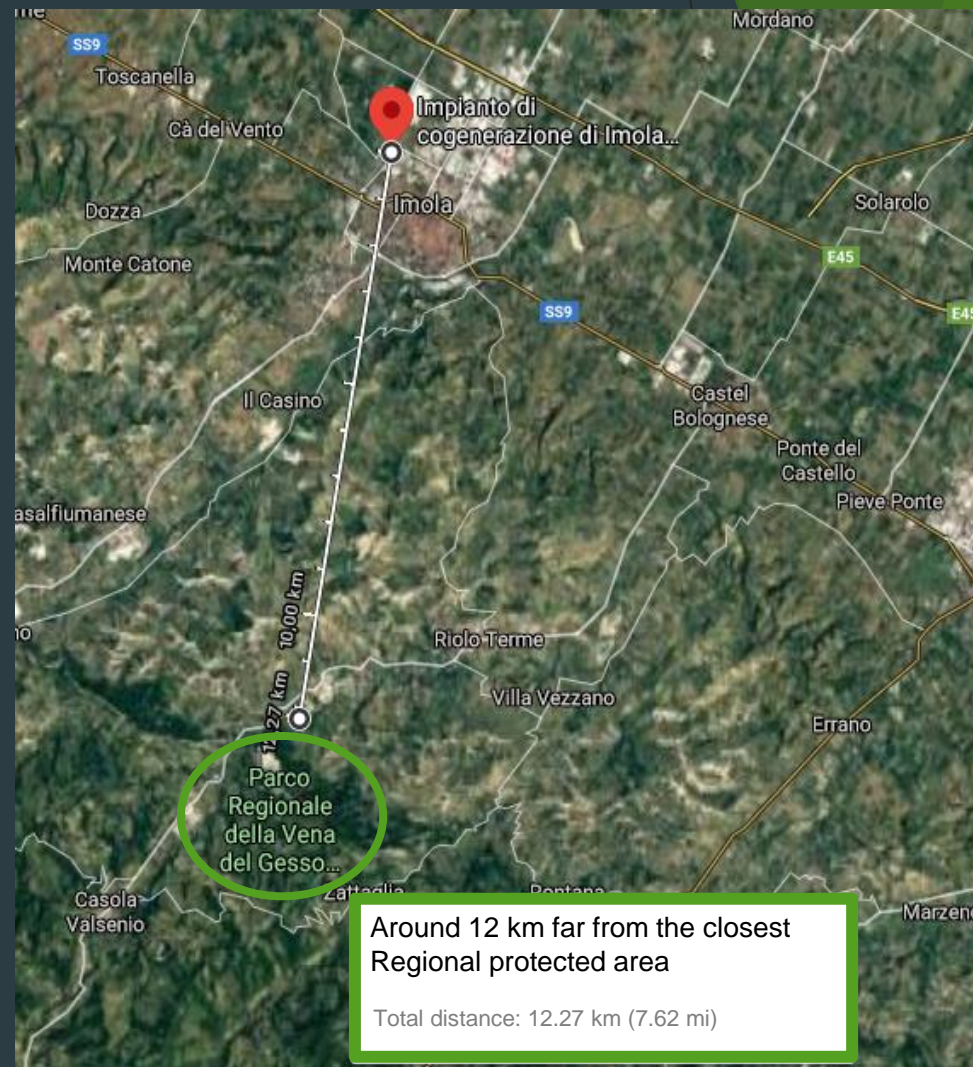 Mordano
SS9
Toscanella
Impianto di
cogenerazione di Imola...
Cà del Vento
Imola
Solarolo
Dozza
Monte Catone
E45
SS9
E45
Castel
Bolognese
Il Casino
Ponte del
Castello
Pieve Ponte
asalfiumanese
10,00 km
Riolo Terme
Villa Vezzano
Errano
Parco
Regionale
della Vena
del Gesso...
Zattaglia
Casola
Valsenio
Marzeno
Around 12 km far from the closest
Regional protected area
Total distance: 12.27 km (7.62 mi)